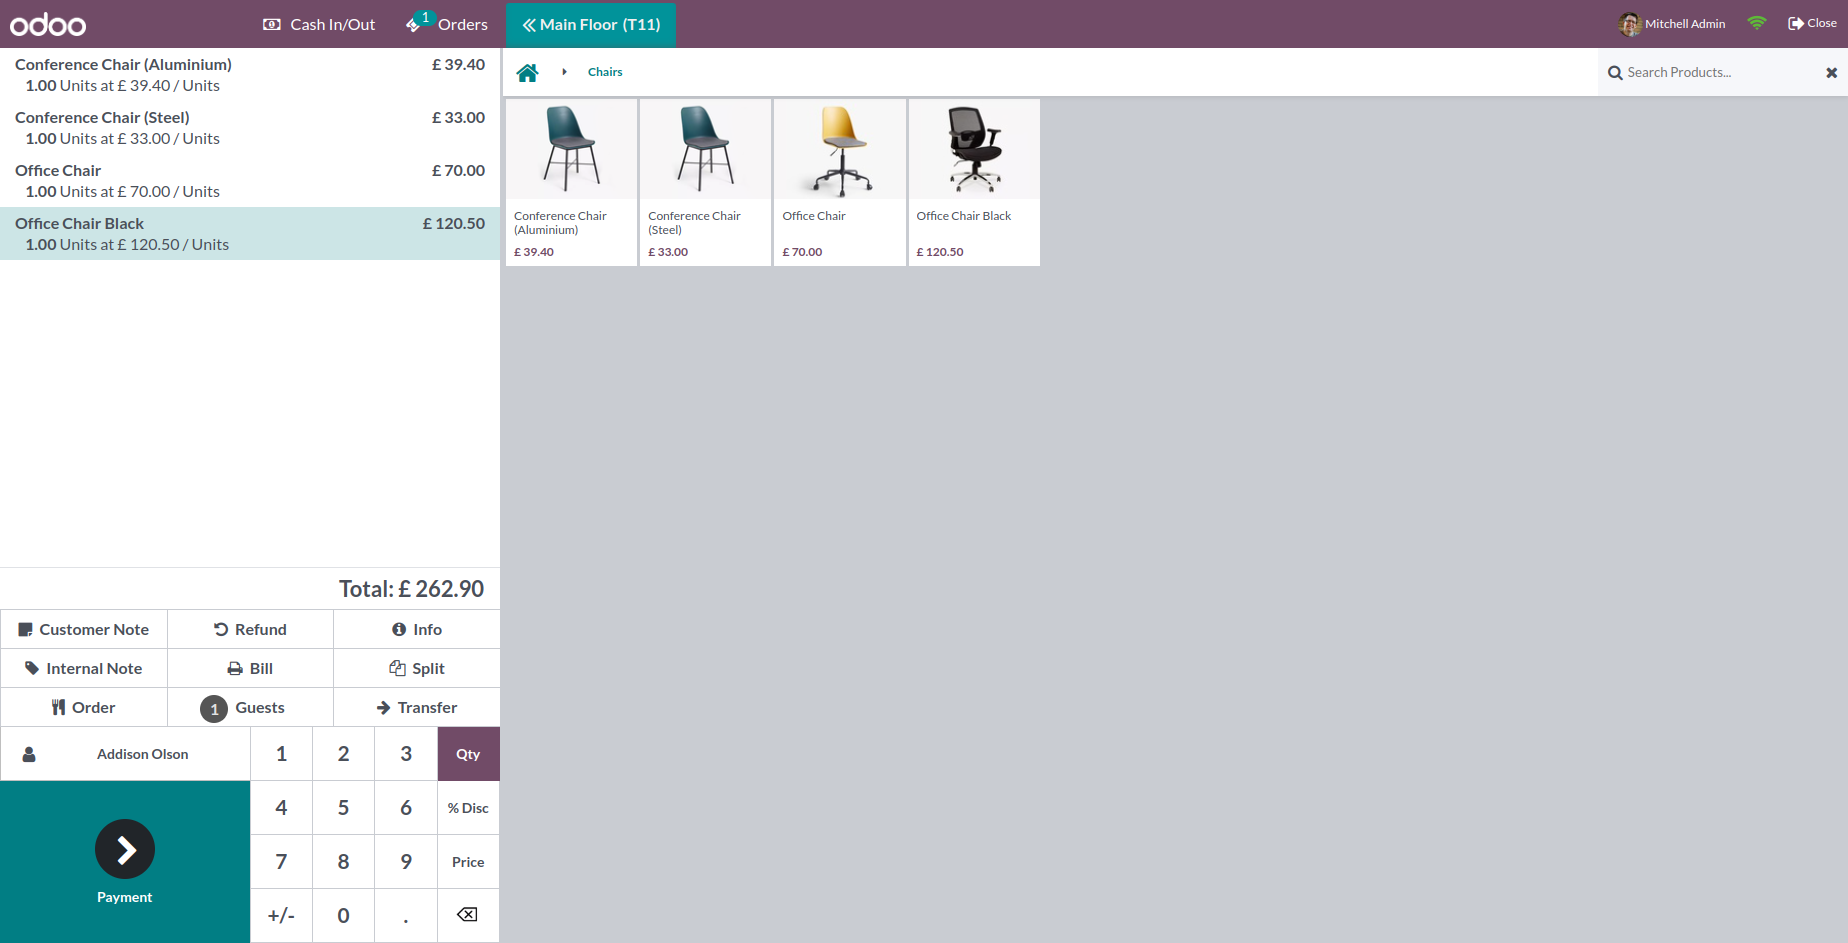 odoo
Cash In/Out
1
Orders
Main Floor (T11)
Mitchell Admin
Close
Conference Chair (Aluminium) £ 39.40
1.00 Units at £ 39.40 / Units
Conference Chair (Steel) £ 33.00
1.00 Units at £ 33.00 / Units
Office Chair £ 70.00
1.00 Units at £ 70.00 / Units
Office Chair Black £ 120.50
1.00 Units at £ 120.50 / Units
Total: £ 262.90
Customer Note
Refund
Info
Internal Note
Bill
Split
Order
1 Guests
Transfer
Addison Olson
Payment
1 2 3 Qty
4 5 6 % Disc
7 8 9 Price
+/- 0 .
Chairs
Search Products...
Conference Chair
(Aluminium)
£ 39.40
Conference Chair
(Steel)
£ 33.00
Office Chair
£ 70.00
Office Chair Black
£ 120.50